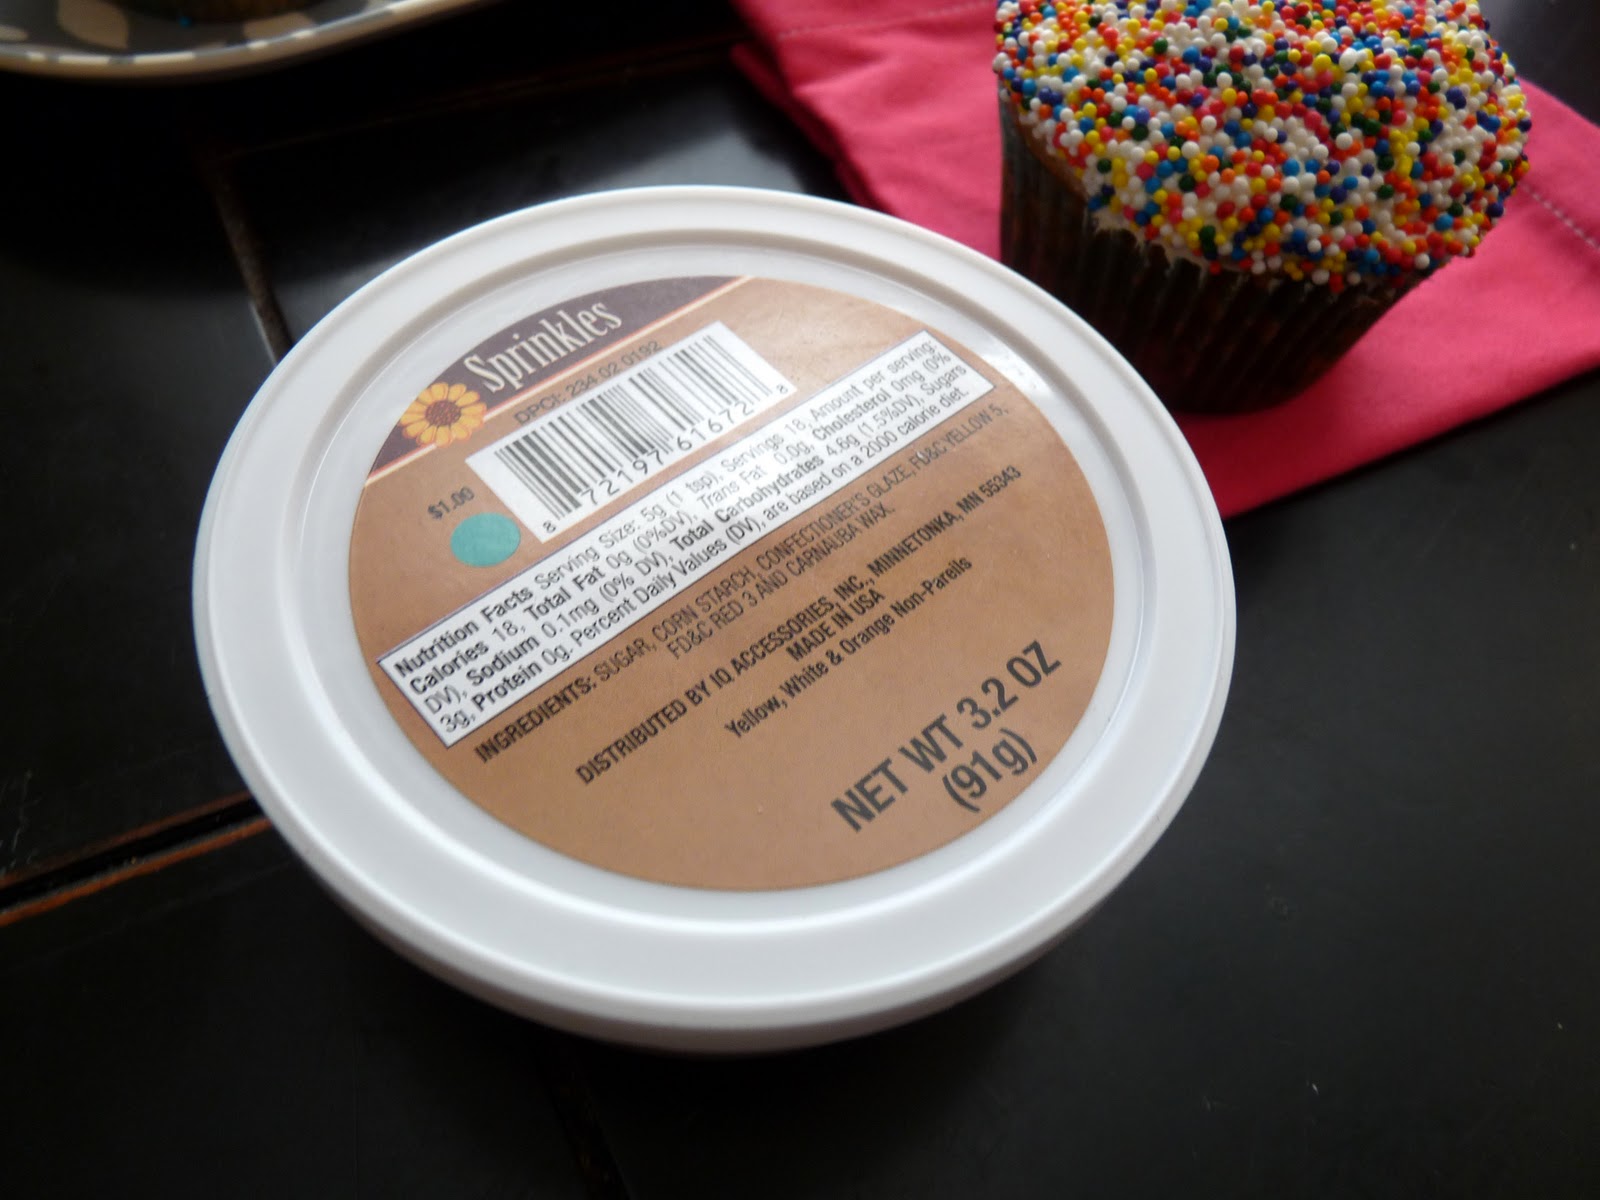 Sprinkles
DPCI: 234 02 0192
$1.00
8 72197 61672 8
Nutrition Facts Serving Size: .5g (1 tsp), Servings 18, Amount per serving:
Calories 18, Total Fat 0g (0%DV), Trans Fat 0.0g, Cholesterol 0mg (0%
DV), Sodium 0.1mg (0% DV), Total Carbohydrates 4.6g (1.5%DV), Sugars
3g, Protein 0g. Percent Daily Values (DV), are based on a 2000 calorie diet.
INGREDIENTS: SUGAR, CORN STARCH, CONFECTIONER'S GLAZE, FD&C YELLOW 5,
FD&C RED 3 AND CARNAUBA WAX.
DISTRIBUTED BY IO ACCESSORIES, INC., MINNETONKA, MN 55343
MADE IN USA
Yellow, White & Orange Non-Pareils
NET WT 3.2 OZ
(91g)